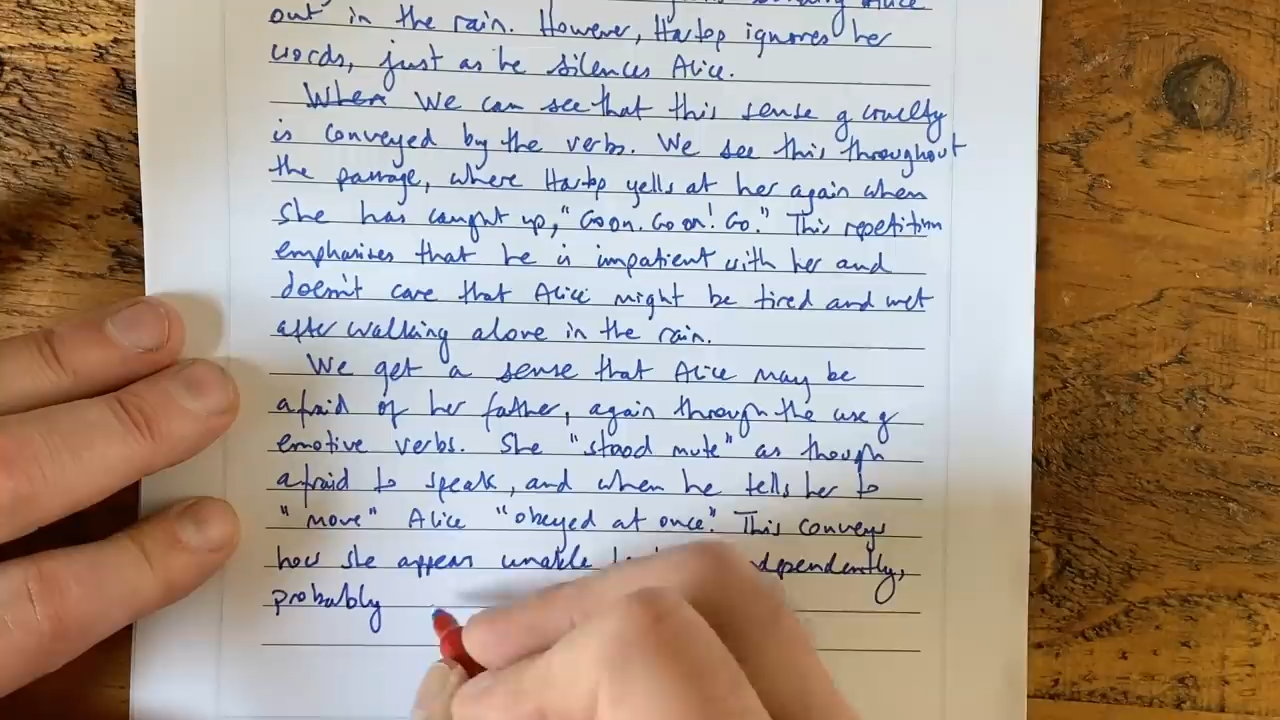 Alice
out in the rain. However, Hartop ignores her
words, just as he silences Alice.
When We can see that this sense of cruelty
is conveyed by the verbs. We see this throughout
the passage, where Hartop yells at her again when
she has caught up, "Go on. Go on! Go." This repetition
emphasises that he is impatient with her and
doesn't care that Alice might be tired and wet
after walking alone in the rain.
We get a sense that Alice may be
afraid of her father, again through the use of
emotive verbs. She "stood mute" as though
afraid to speak, and when he tells her to
"move" Alice "obeyed at once". This conveys
how she appears unable
probably